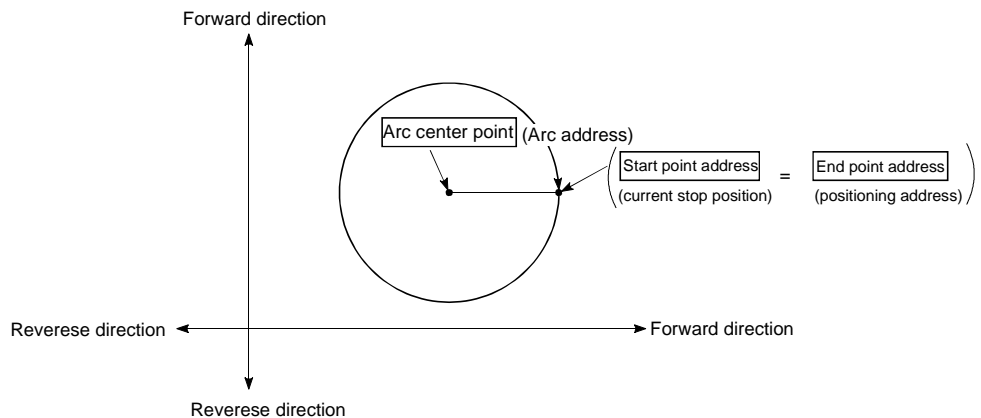 Forward direction
Arc center point (Arc address)
Start point address = End point address
(current stop position) (positioning address)
Reverese direction
Forward direction
Reverese direction